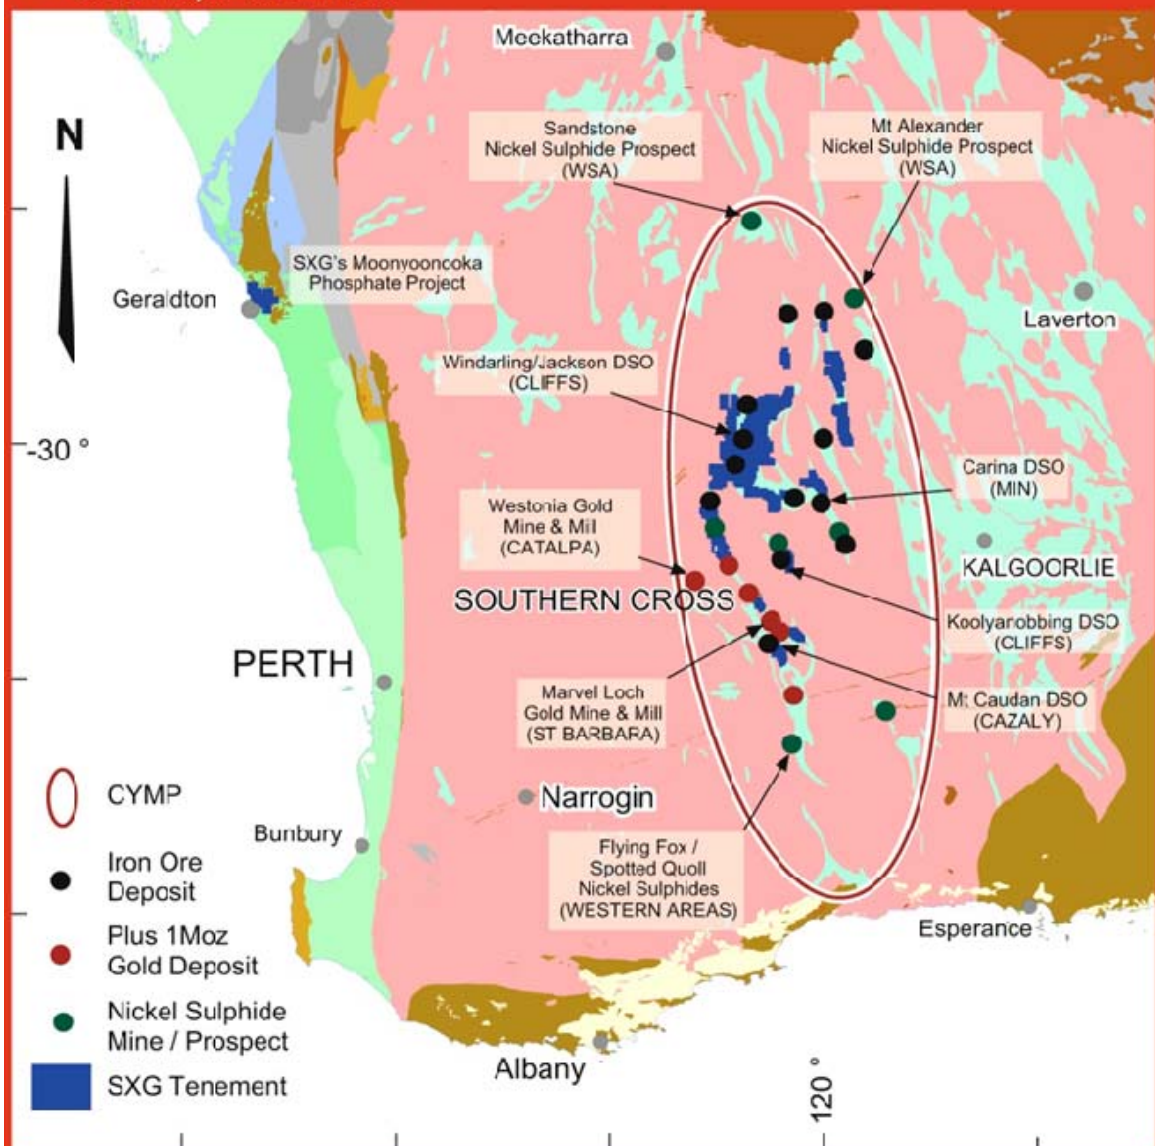 Meekatharra
N
Sandstone
Nickel Sulphide Prospect
(WSA)
Mt Alexander
Nickel Sulphide Prospect
(WSA)
SXG's Moonyooncoka
Phosphate Project
Geraldton
Laverton
Windarling/Jackson DSO
(CLIFFS)
-30 °
Carina DSO
(MIN)
Westonia Gold
Mine & Mill
(CATALPA)
KALGOORLIE
SOUTHERN CROSS
Koolyanobbing DSO
(CLIFFS)
PERTH
Marvel Loch
Gold Mine & Mill
(ST BARBARA)
Mt Caudan DSO
(CAZALY)
CYMP
Narrogin
Bunbury
Iron Ore
Deposit
Flying Fox /
Spotted Quoll
Nickel Sulphides
(WESTERN AREAS)
Esperance
Plus 1Moz
Gold Deposit
Nickel Sulphide
Mine / Prospect
Albany
SXG Tenement
120 °